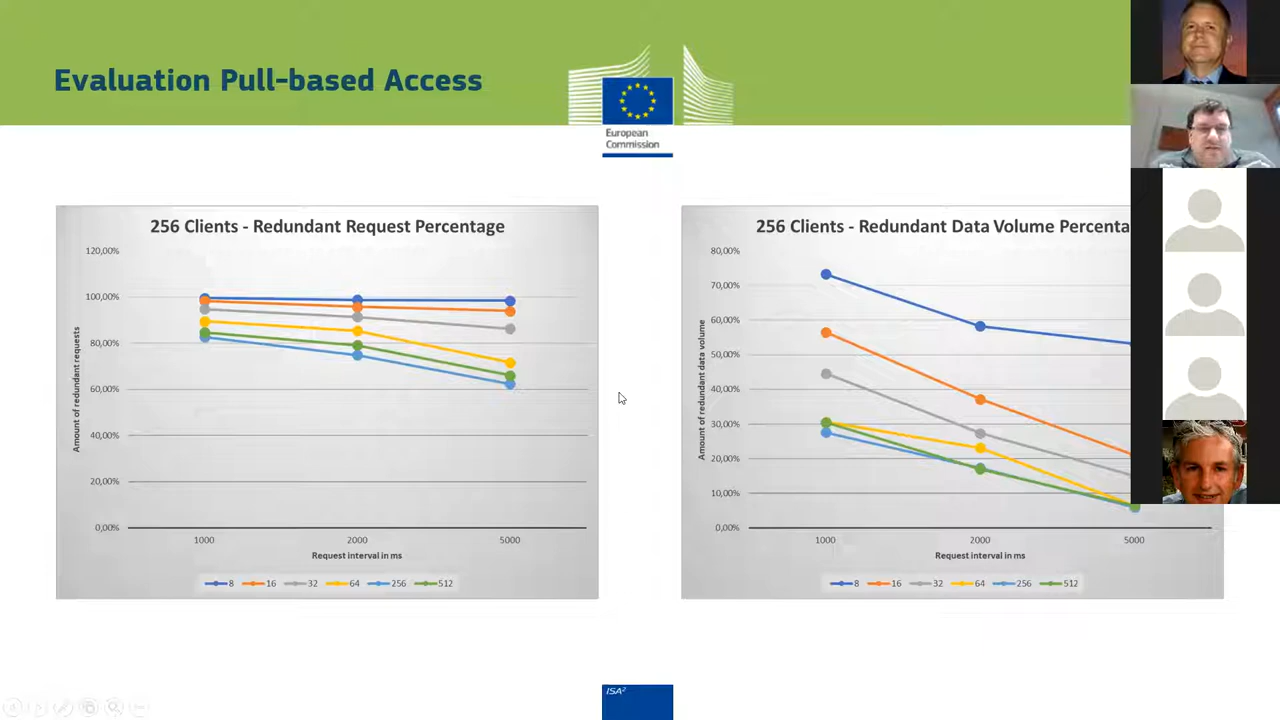 Evaluation Pull-based Access
European
Commission
256 Clients - Redundant Request Percentage
120,00%
100,00%
80,00%
60,00%
40,00%
20,00%
0,00%
Amount of redundant requests
1000 2000 5000
Request interval in ms
8 16 32 64 256 512
256 Clients - Redundant Data Volume Percenta
80,00%
70,00%
60,00%
50,00%
40,00%
30,00%
20,00%
10,00%
0,00%
Amount of redundant data volume
1000 2000 5000
Request interval in ms
8 16 32 64 256 512
ISA²